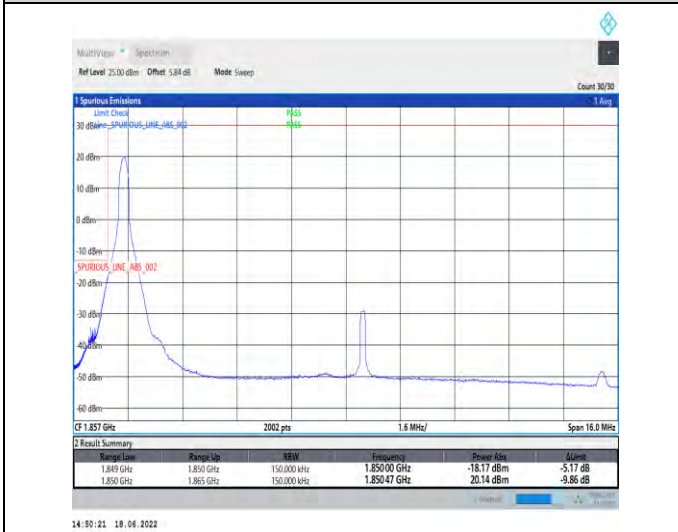 MultiView Spectrum
Ref Level 25.00 dBm Offset 5.84 dB Mode Sweep
Count 30/30
1 Spurious Emissions 1 Avg
Limit Check PASS
30 dBm Line _SPURIOUS_LINE_ABS_002 PASS
20 dBm
10 dBm
0 dBm
-10 dBm
_SPURIOUS_LINE_ABS_002
-20 dBm
-30 dBm
-40 dBm
-50 dBm
-60 dBm
CF 1.857 GHz 2002 pts 1.6 MHz/ Span 16.0 MHz
2 Result Summary
Range Low Range Up RBW Frequency Power Abs ΔLimit
1.849 GHz 1.850 GHz 150.000 kHz 1.85000 GHz -18.17 dBm -5.17 dB
1.850 GHz 1.865 GHz 150.000 kHz 1.85047 GHz 20.14 dBm -9.86 dB
14:50:21 18.06.2022